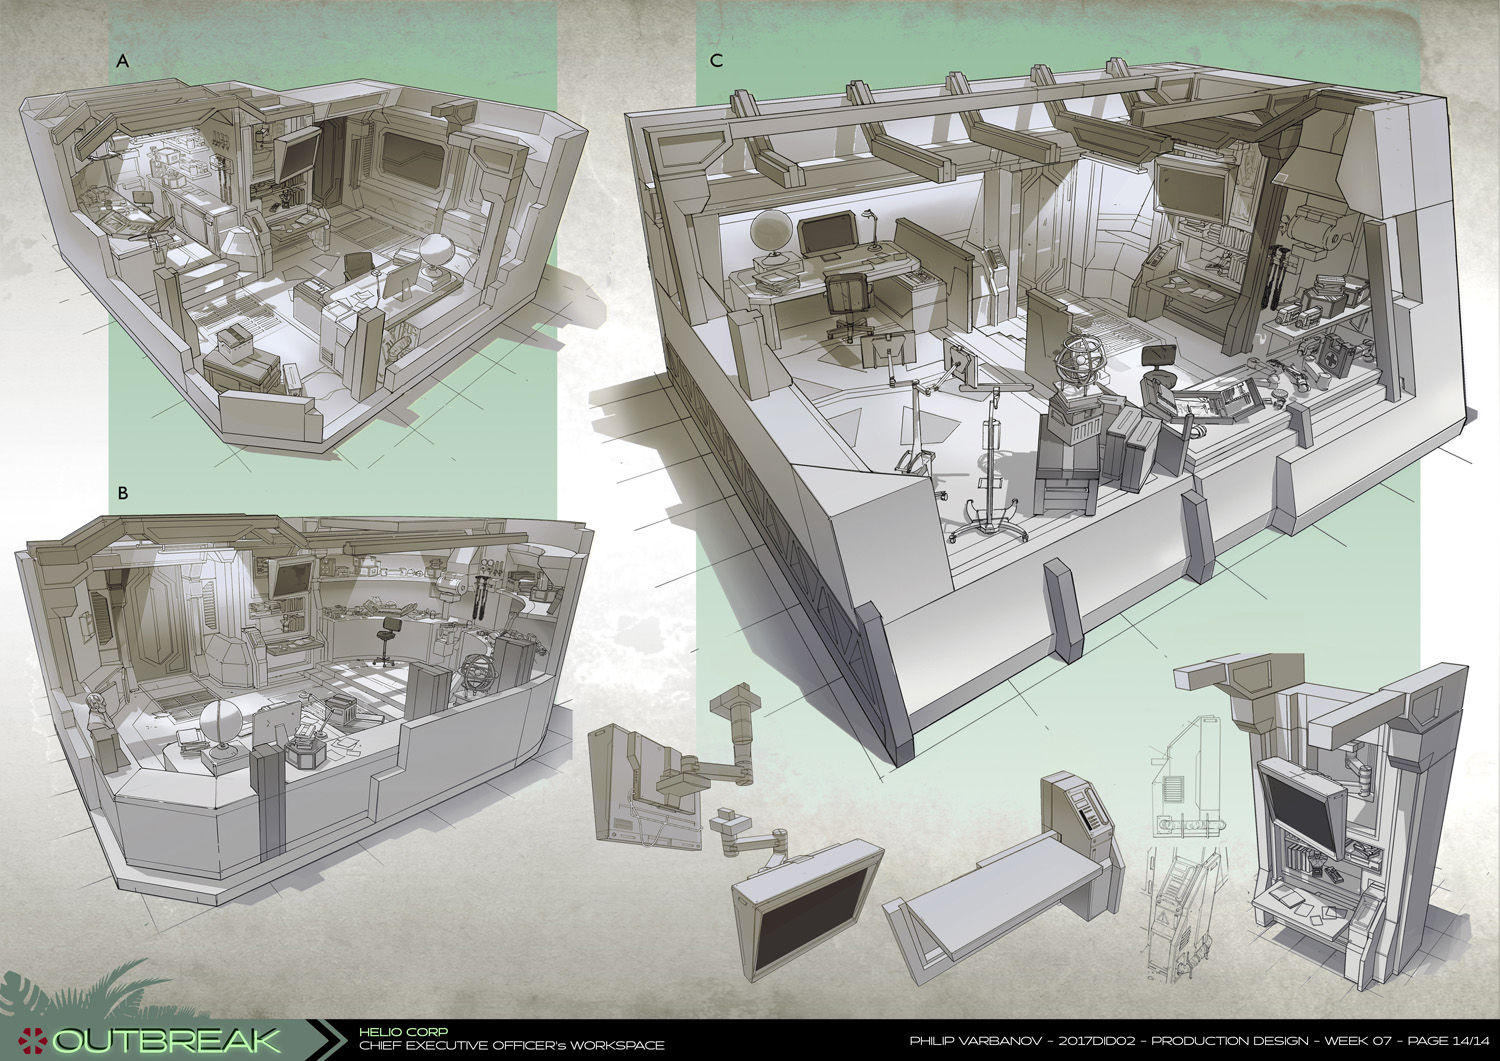 A
C
B
OUTBREAK
HELIO CORP
CHIEF EXECUTIVE OFFICER's WORKSPACE
PHILIP VARBANOV - 2017DID02 - PRODUCTION DESIGN - WEEK 07 - PAGE 14/14